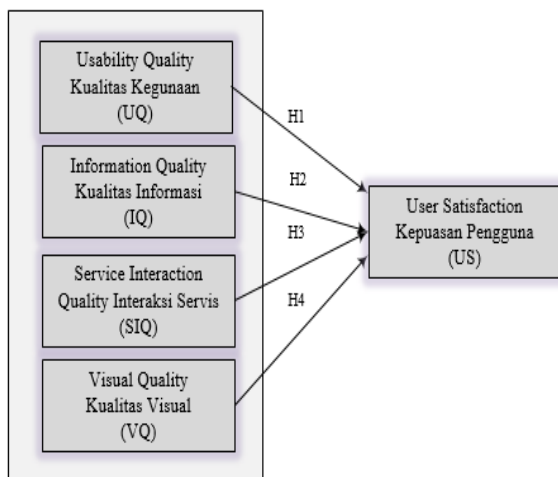 Usability Quality
Kualitas Kegunaan
(UQ)
H1
Information Quality
Kualitas Informasi
(IQ)
H2
User Satisfaction
Kepuasan Pengguna
(US)
H3
Service Interaction
Quality Interaksi Servis
(SIQ)
H4
Visual Quality
Kualitas Visual
(VQ)